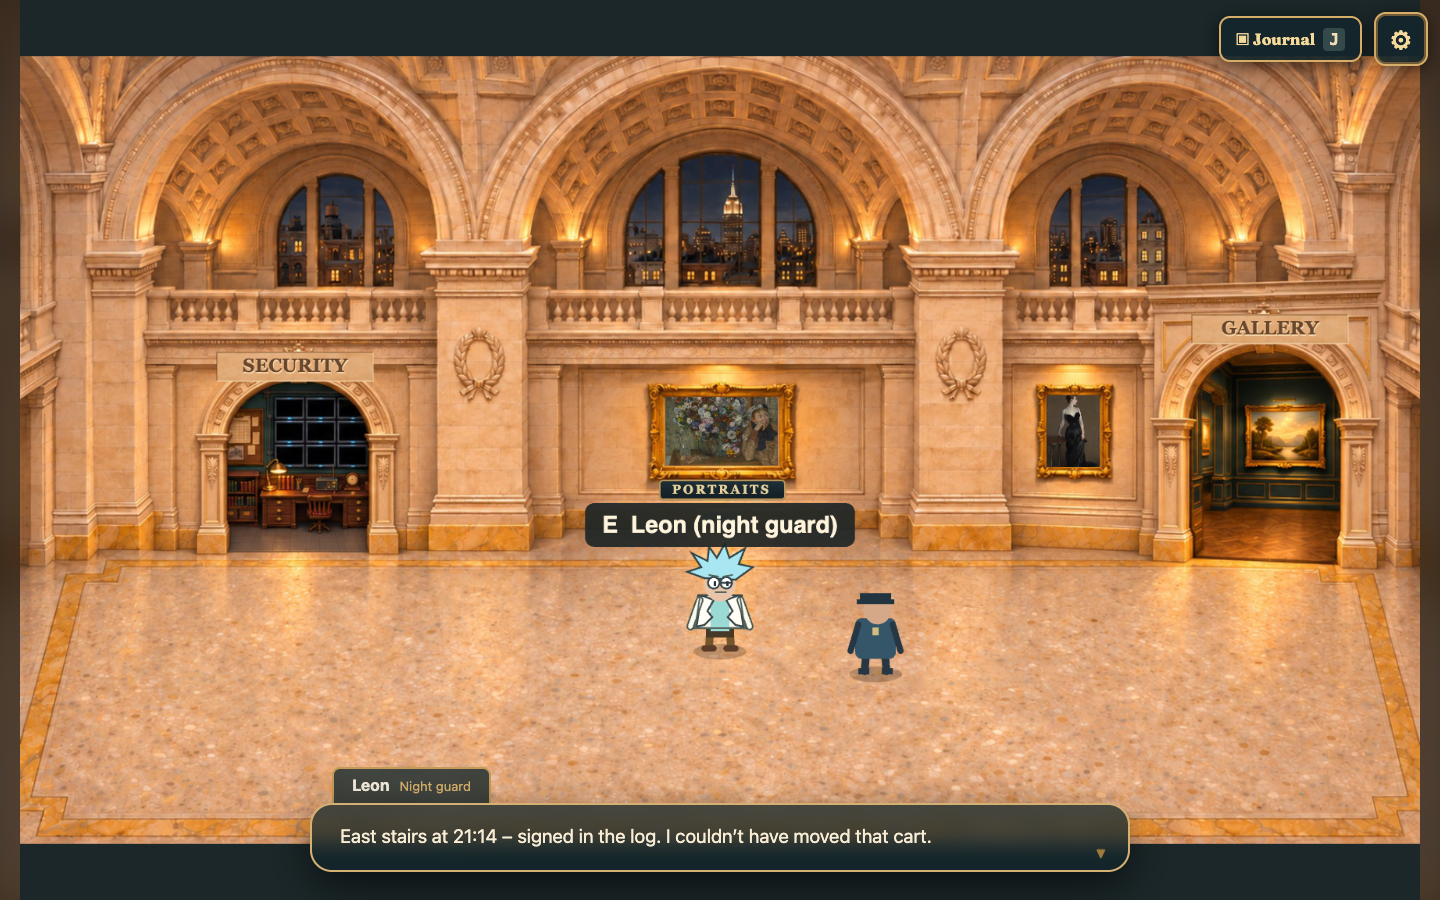 Journal J
GALLERY
SECURITY
PORTRAITS
E Leon (night guard)
Leon Night guard
East stairs at 21:14 – signed in the log. I couldn’t have moved that cart.